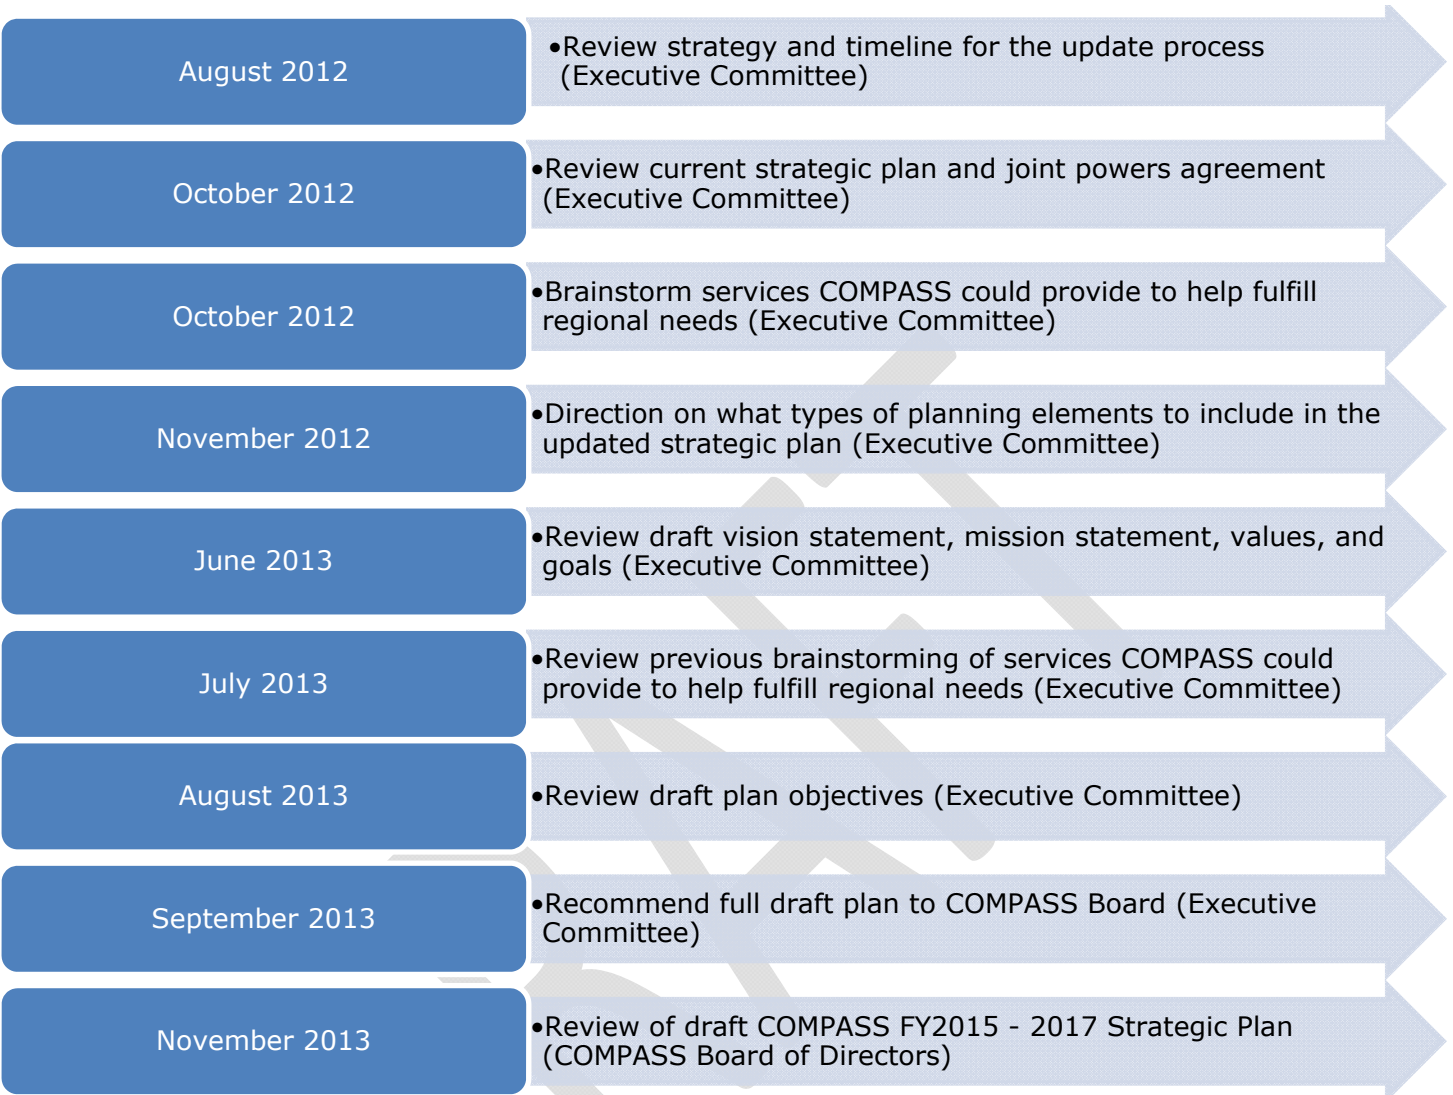 August 2012
•Review strategy and timeline for the update process
(Executive Committee)
October 2012
•Review current strategic plan and joint powers agreement
(Executive Committee)
October 2012
•Brainstorm services COMPASS could provide to help fulfill
regional needs (Executive Committee)
November 2012
•Direction on what types of planning elements to include in the
updated strategic plan (Executive Committee)
June 2013
•Review draft vision statement, mission statement, values, and
goals (Executive Committee)
July 2013
•Review previous brainstorming of services COMPASS could
provide to help fulfill regional needs (Executive Committee)
August 2013
•Review draft plan objectives (Executive Committee)
September 2013
•Recommend full draft plan to COMPASS Board (Executive
Committee)
November 2013
•Review of draft COMPASS FY2015 - 2017 Strategic Plan
(COMPASS Board of Directors)
DRAFT